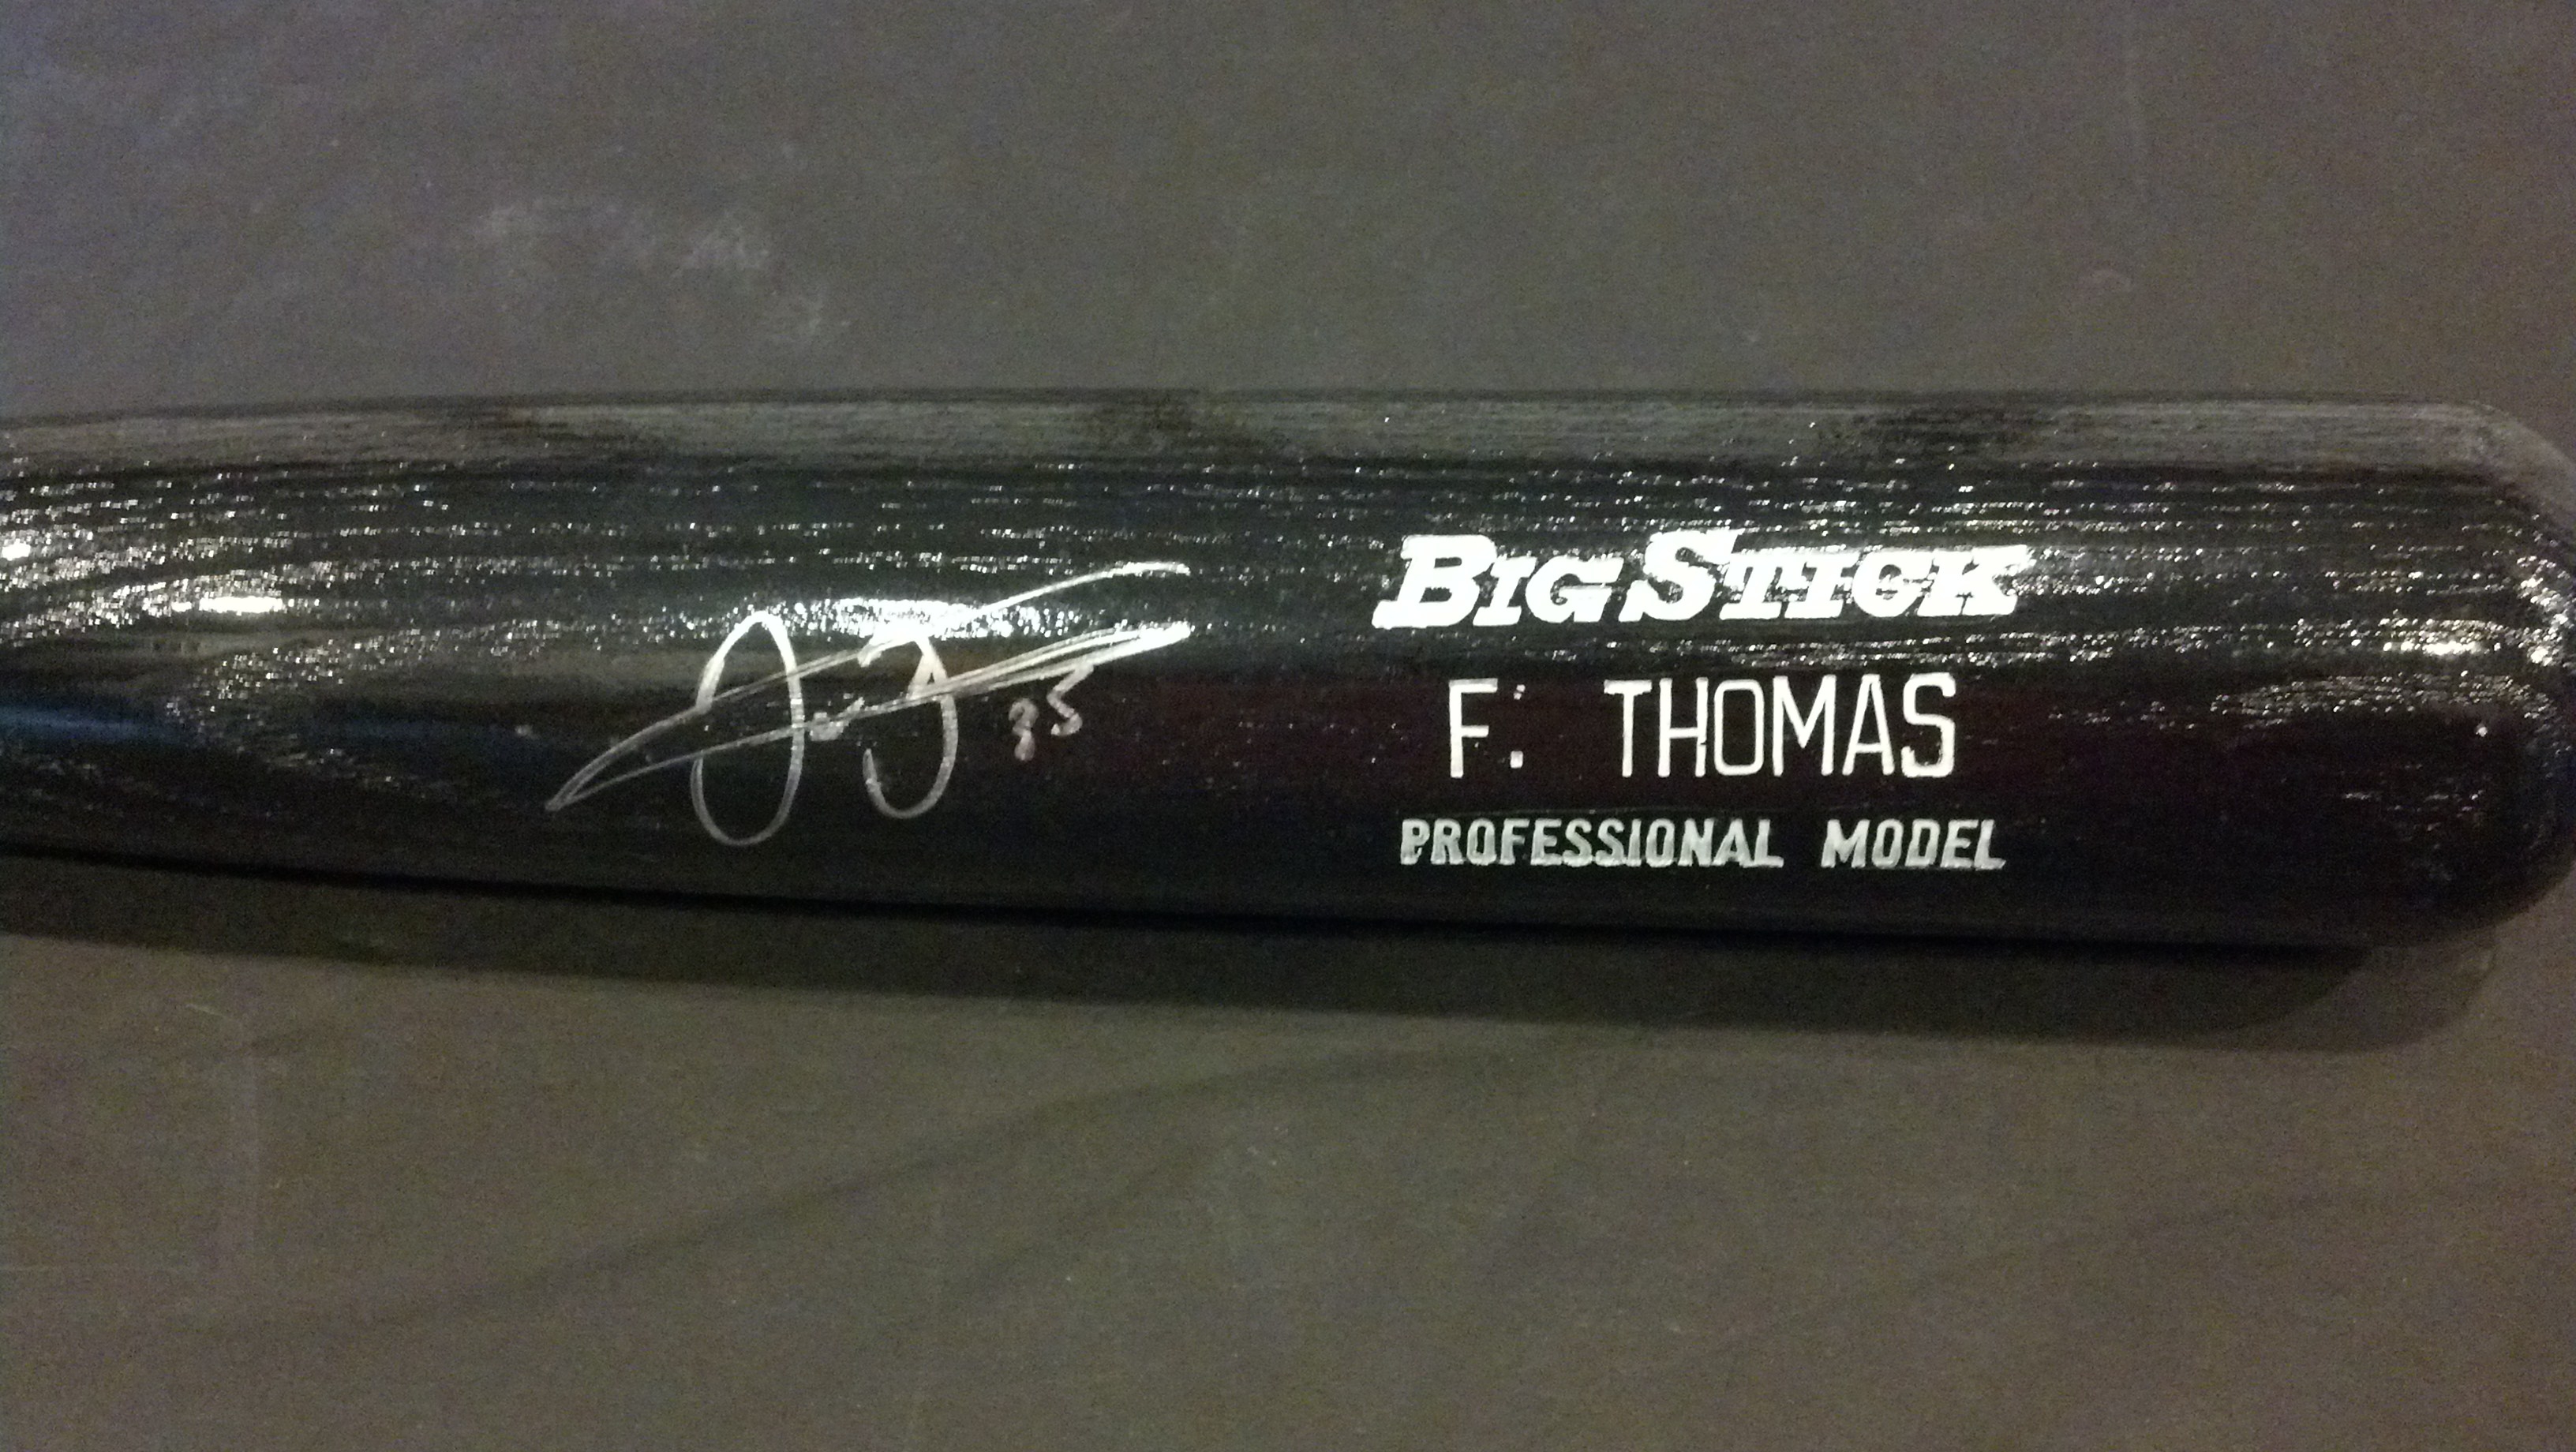 BIG STICK
F. THOMAS
PROFESSIONAL MODEL
35